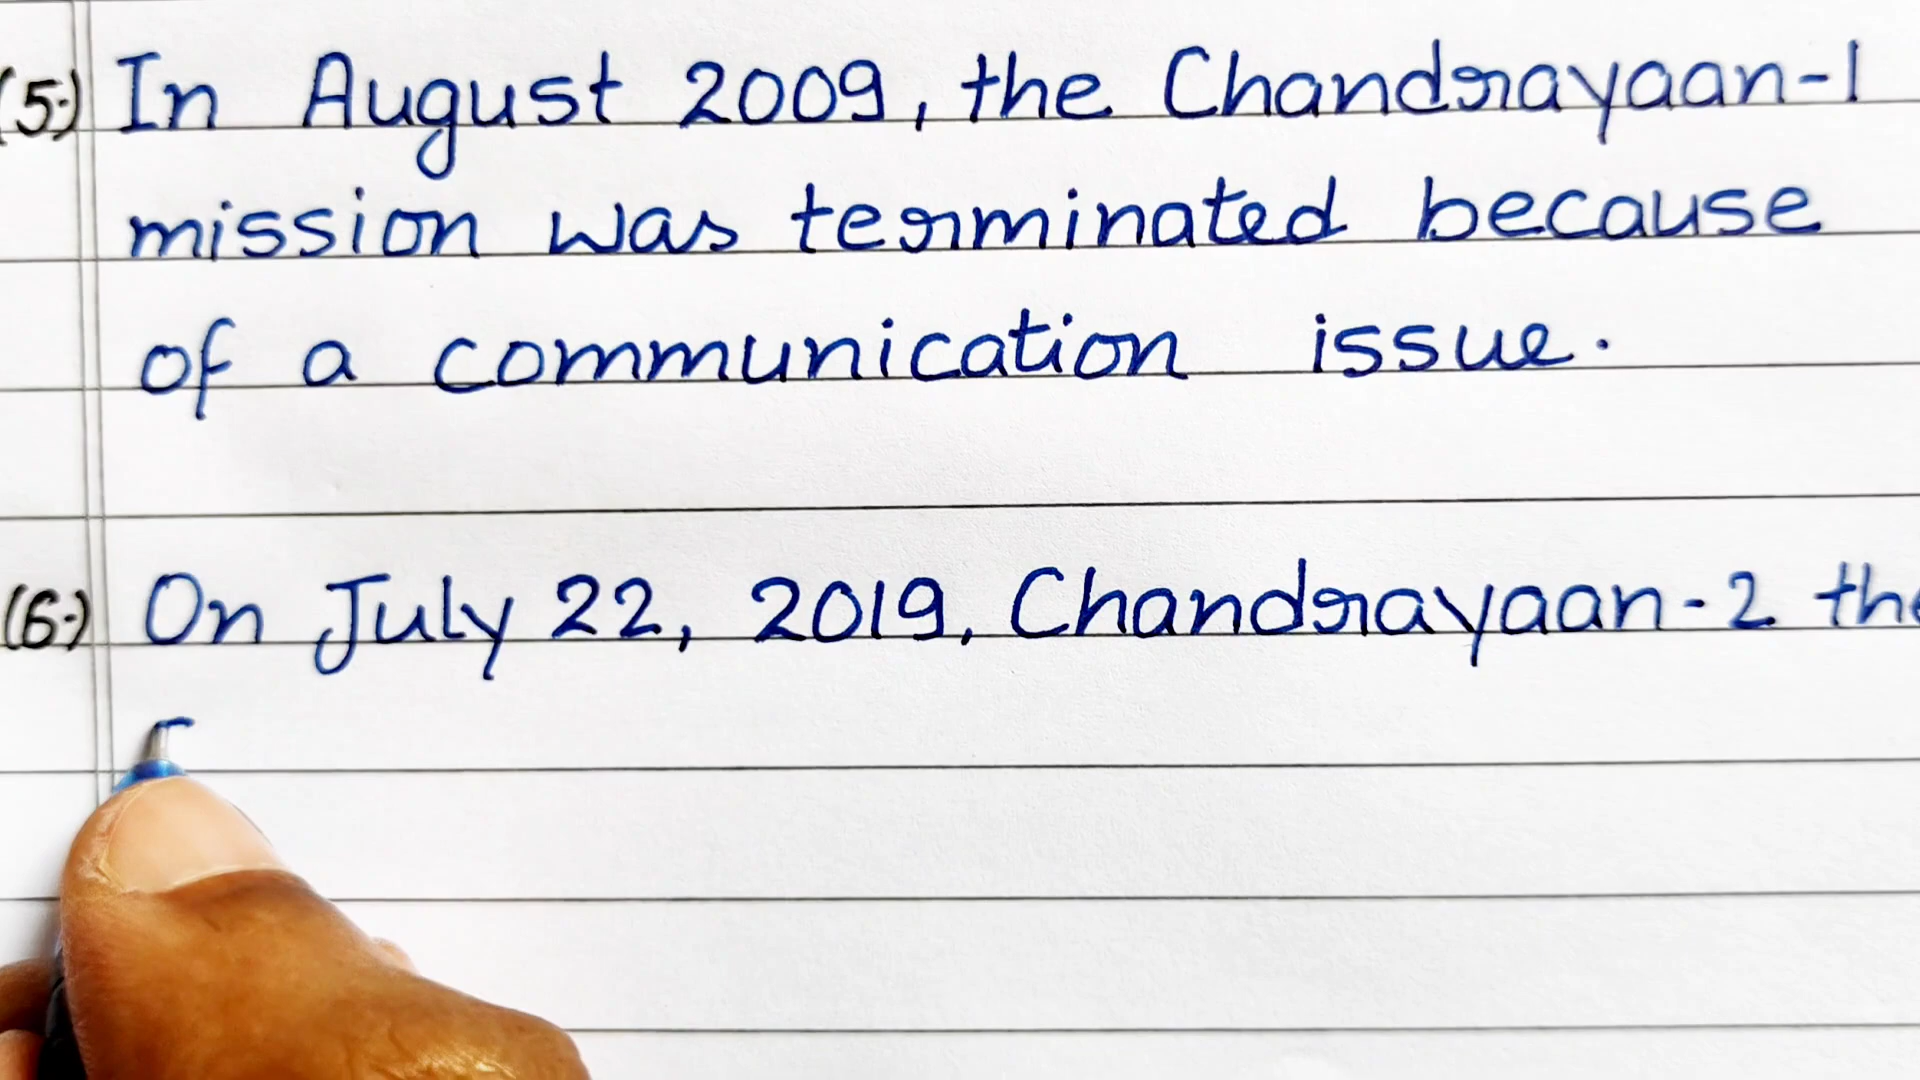 (5.) In August 2009, the Chandrayaan-1
mission was terminated because
of a communication issue.
(6.) On July 22, 2019, Chandrayaan-2 the